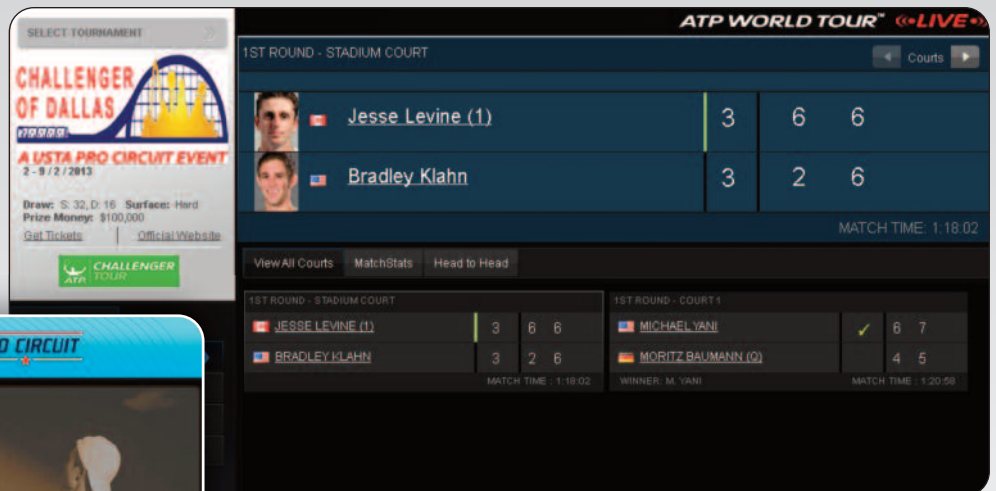 SELECT TOURNAMENT
CHALLENGER
OF DALLAS
A USTA PRO CIRCUIT EVENT
2 - 9 / 2 / 2013
Draw: S: 32, D: 16 Surface: Hard
Prize Money: $100,000
Get Tickets | Official Website
ATP CHALLENGER
TOUR
CIRCUIT
ATP WORLD TOUR™ LIVE
1ST ROUND - STADIUM COURT
Courts
Jesse Levine (1) 3 6 6
Bradley Klahn 3 2 6
MATCH TIME: 1:18:02
View All Courts MatchStats Head to Head
1ST ROUND - STADIUM COURT
JESSE LEVINE (1) 3 6 6
BRADLEY KLAHN 3 2 6
MATCH TIME : 1:18:02
1ST ROUND - COURT 1
MICHAEL YANI ✓ 6 7
MORITZ BAUMANN (Q) 4 5
WINNER: M. YANI MATCH TIME : 1:20:58